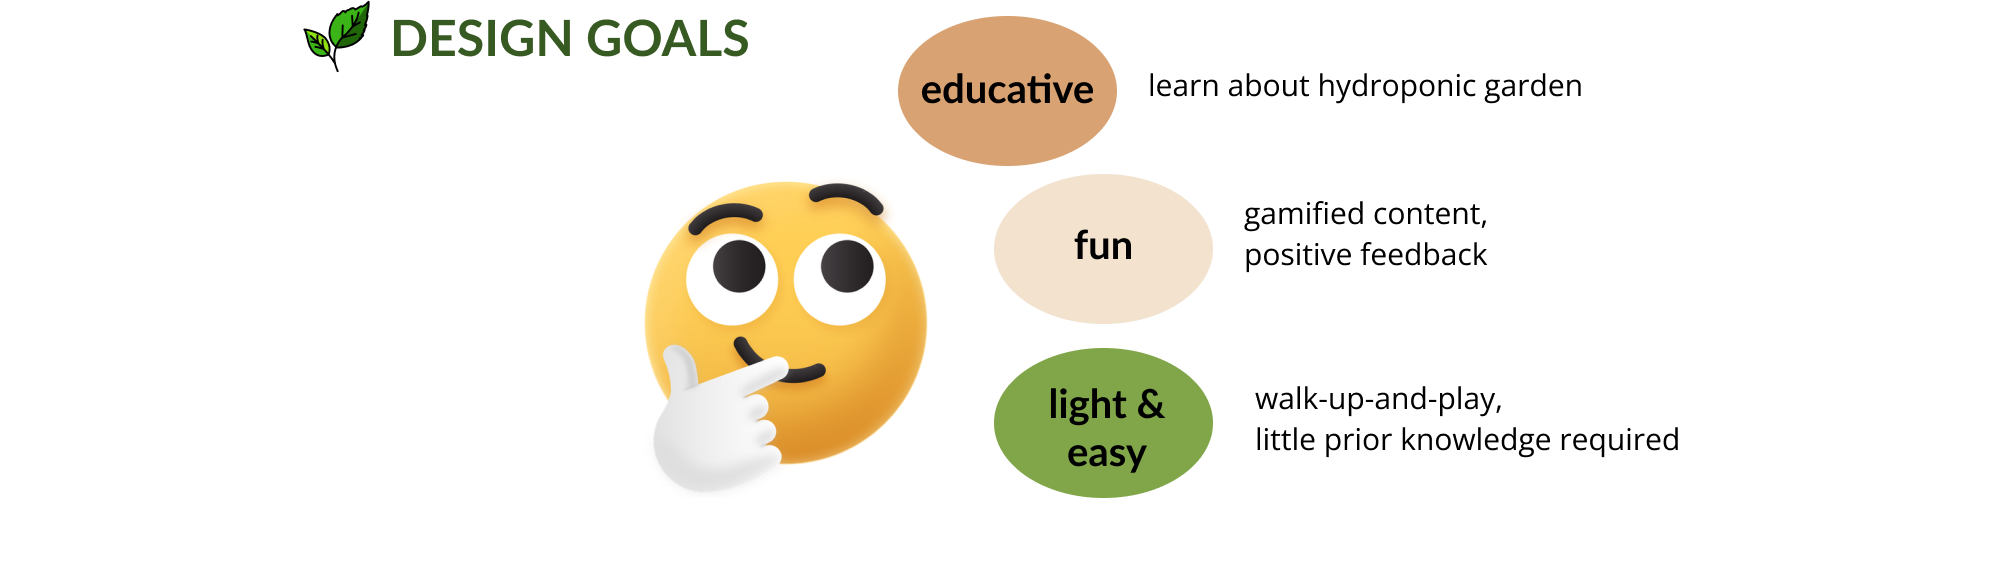 DESIGN GOALS
educative
learn about hydroponic garden
fun
gamified content,
positive feedback
light &
easy
walk-up-and-play,
little prior knowledge required